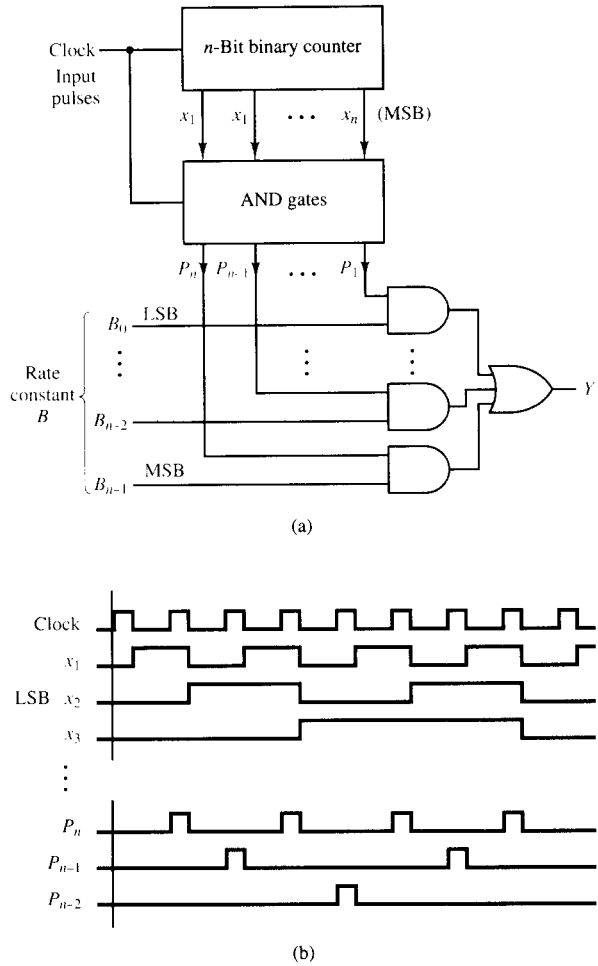 n-Bit binary counter
Clock
Input
pulses
x1 x1 ... xn (MSB)
AND gates
Pn Pn-1 ... P1
B0 LSB
Rate
constant
B
Y
Bn-2
Bn-1 MSB
(a)
Clock
x1
LSB x2
x3
Pn
Pn-1
Pn-2
(b)